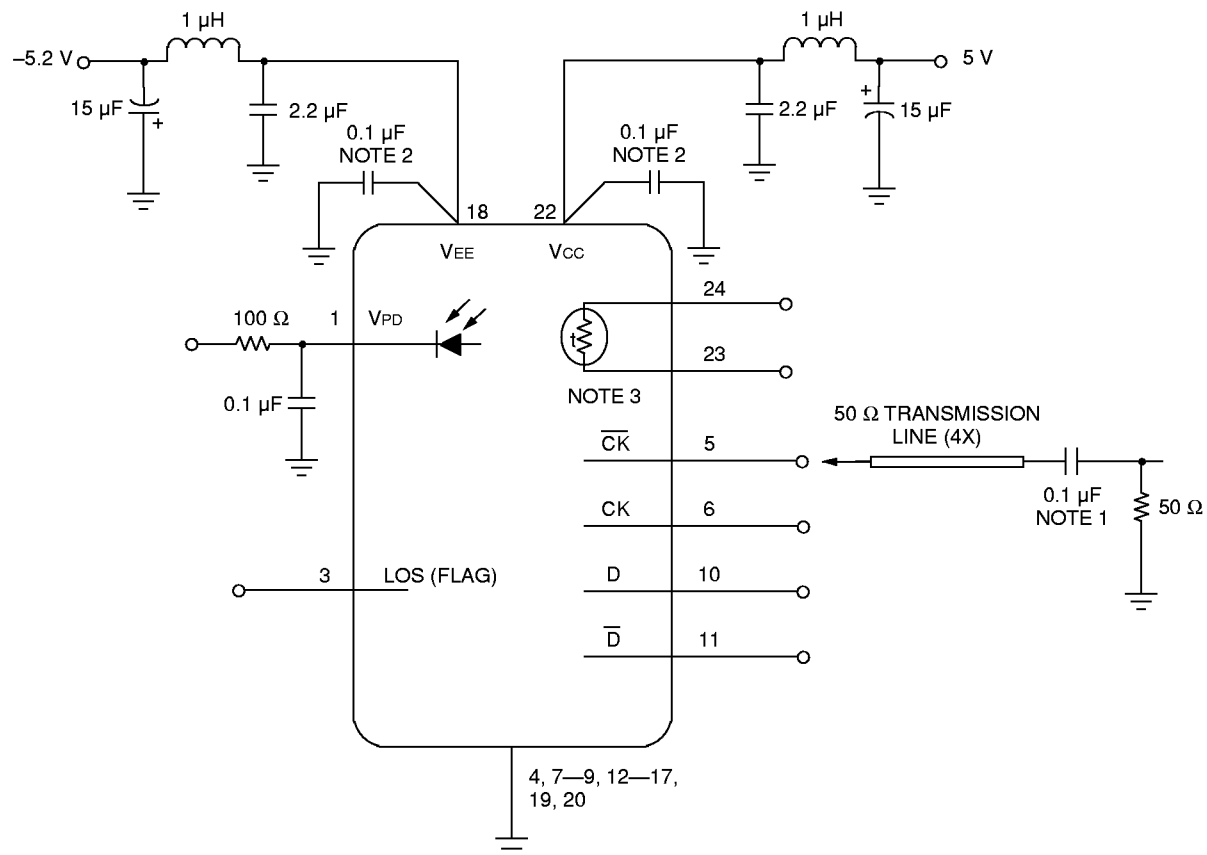 1 µH
1 µH
–5.2 V
5 V
15 µF
+
2.2 µF
2.2 µF
+
15 µF
0.1 µF
NOTE 2
0.1 µF
NOTE 2
18
22
VEE
VCC
24
100 Ω
1
VPD
t
23
0.1 µF
NOTE 3
50 Ω TRANSMISSION
LINE (4X)
CK
5
0.1 µF
NOTE 1
50 Ω
CK
6
3
LOS (FLAG)
D
10
D
11
4, 7—9, 12—17,
19, 20